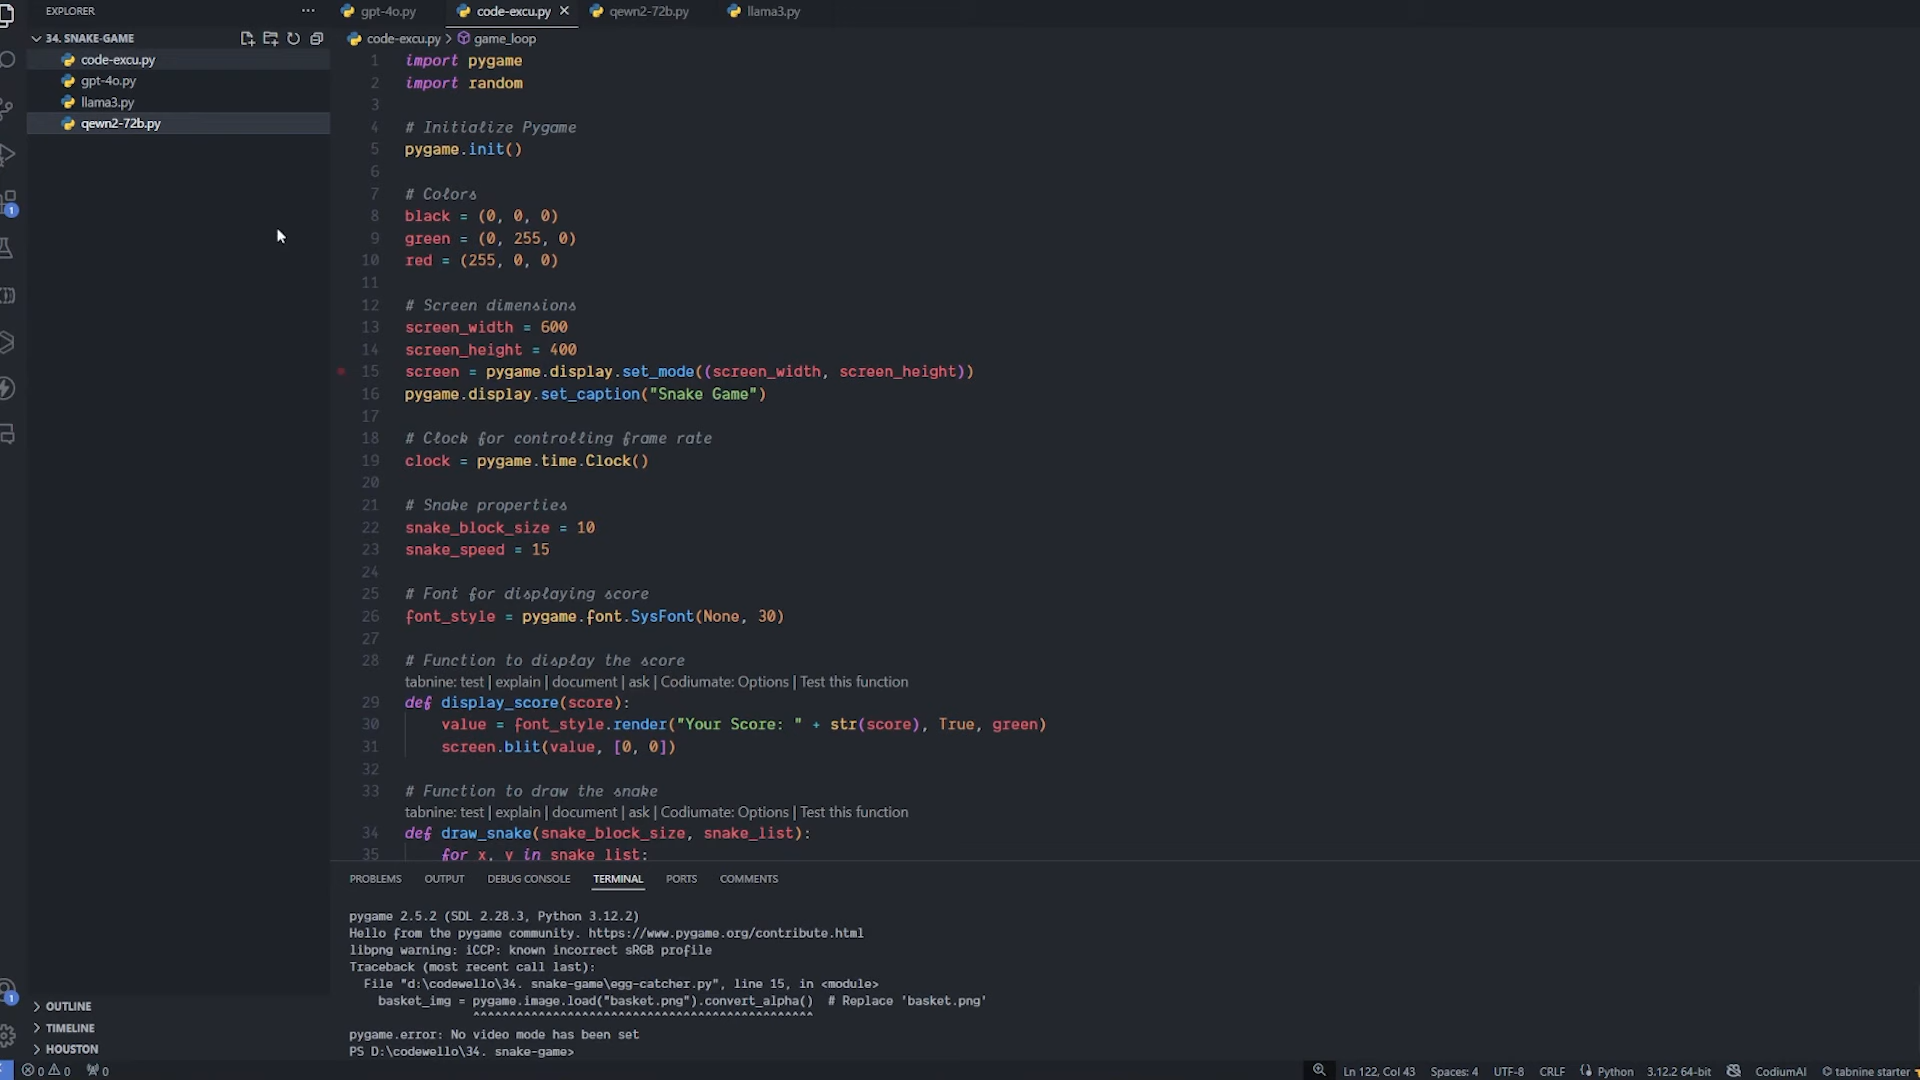 EXPLORER
34. SNAKE-GAME
code-excu.py
gpt-4o.py
llama3.py
qewn2-72b.py
OUTLINE
TIMELINE
HOUSTON
gpt-4o.py code-excu.py qewn2-72b.py llama3.py
code-excu.py > game_loop
1 import pygame
2 import random
3
4 # Initialize Pygame
5 pygame.init()
6
7 # Colors
8 black = (0, 0, 0)
9 green = (0, 255, 0)
10 red = (255, 0, 0)
11
12 # Screen dimensions
13 screen_width = 600
14 screen_height = 400
15 screen = pygame.display.set_mode((screen_width, screen_height))
16 pygame.display.set_caption("Snake Game")
17
18 # Clock for controlling frame rate
19 clock = pygame.time.Clock()
20
21 # Snake properties
22 snake_block_size = 10
23 snake_speed = 15
24
25 # Font for displaying score
26 font_style = pygame.font.SysFont(None, 30)
27
28 # Function to display the score
tabnine: test | explain | document | ask | Codiumate: Options | Test this function
29 def display_score(score):
30 value = font_style.render("Your Score: " + str(score), True, green)
31 screen.blit(value, [0, 0])
32
33 # Function to draw the snake
tabnine: test | explain | document | ask | Codiumate: Options | Test this function
34 def draw_snake(snake_block_size, snake_list):
35 for x, y in snake_list:
PROBLEMS OUTPUT DEBUG CONSOLE TERMINAL PORTS COMMENTS
pygame 2.5.2 (SDL 2.28.3, Python 3.12.2)
Hello from the pygame community. https://www.pygame.org/contribute.html
libpng warning: iCCP: known incorrect sRGB profile
Traceback (most recent call last):
File "d:\codewello\34. snake-game\egg-catcher.py", line 15, in <module>
basket_img = pygame.image.load("basket.png").convert_alpha() # Replace 'basket.png'
^^^^^^^^^^^^^^^^^^^^^^^^^^^^^^^^^^^^^^^^^^^^^
pygame.error: No video mode has been set
PS D:\codewello\34. snake-game>
1
1
0 0 0 Ln 122, Col 43 Spaces: 4 UTF-8 CRLF Python 3.12.2 64-bit CodiumAI tabnine starter